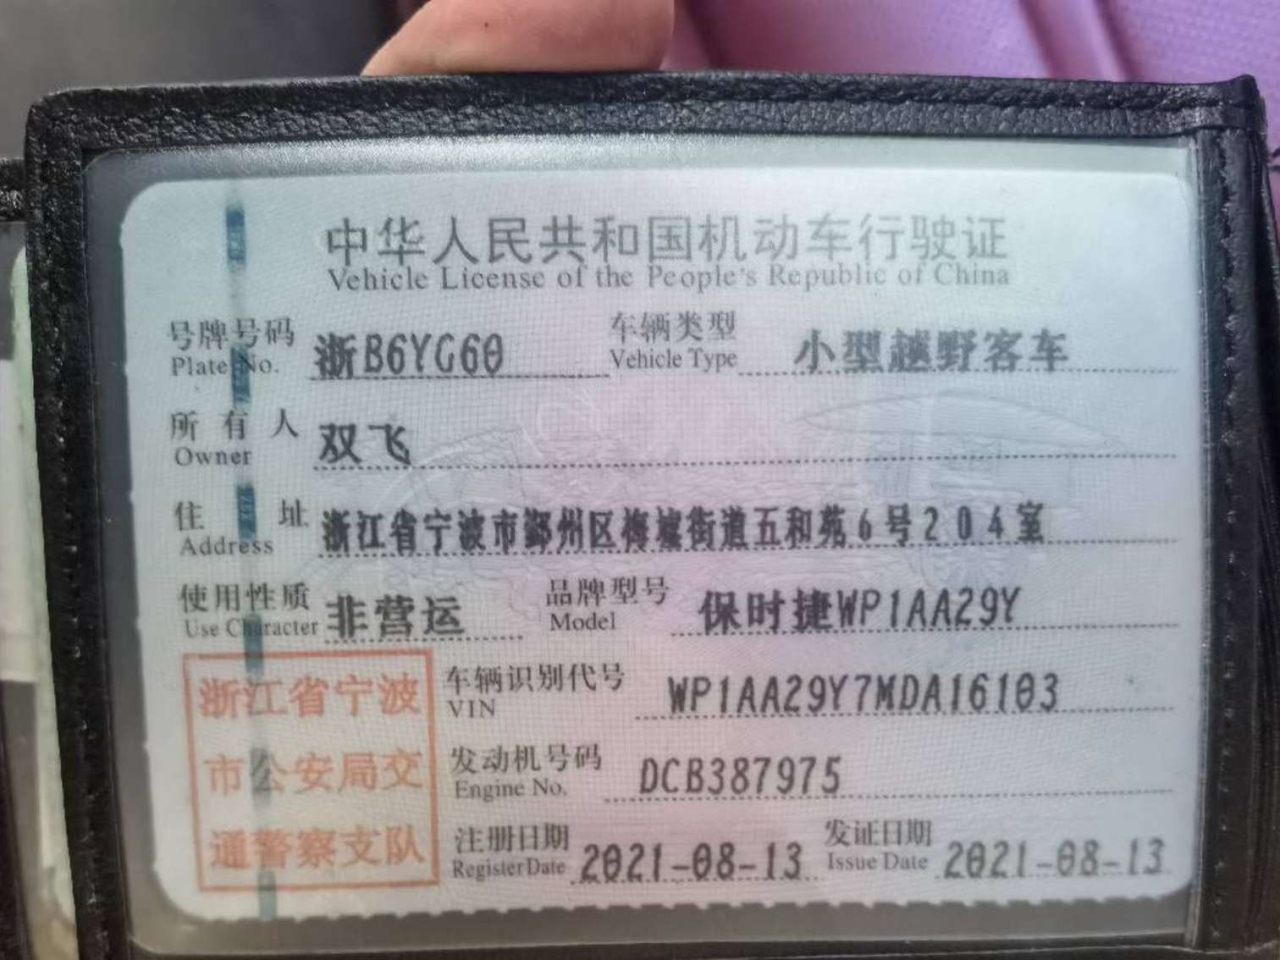 中华人民共和国机动车行驶证
Vehicle License of the People's Republic of China
号牌号码 浙B6YG60 车辆类型 小型越野客车
Plate No. Vehicle Type
所有人 双飞
Owner
住址 浙江省宁波市鄞州区梅墟街道五和苑6号204室
Address
使用性质 非营运 品牌型号 保时捷WP1AA29Y
Use Character Model
浙江省宁波
市公安局交
通警察支队
车辆识别代号 WP1AA29Y7MDA16103
VIN
发动机号码 DCB387975
Engine No.
注册日期 2021-08-13 发证日期 2021-08-13
Register Date Issue Date